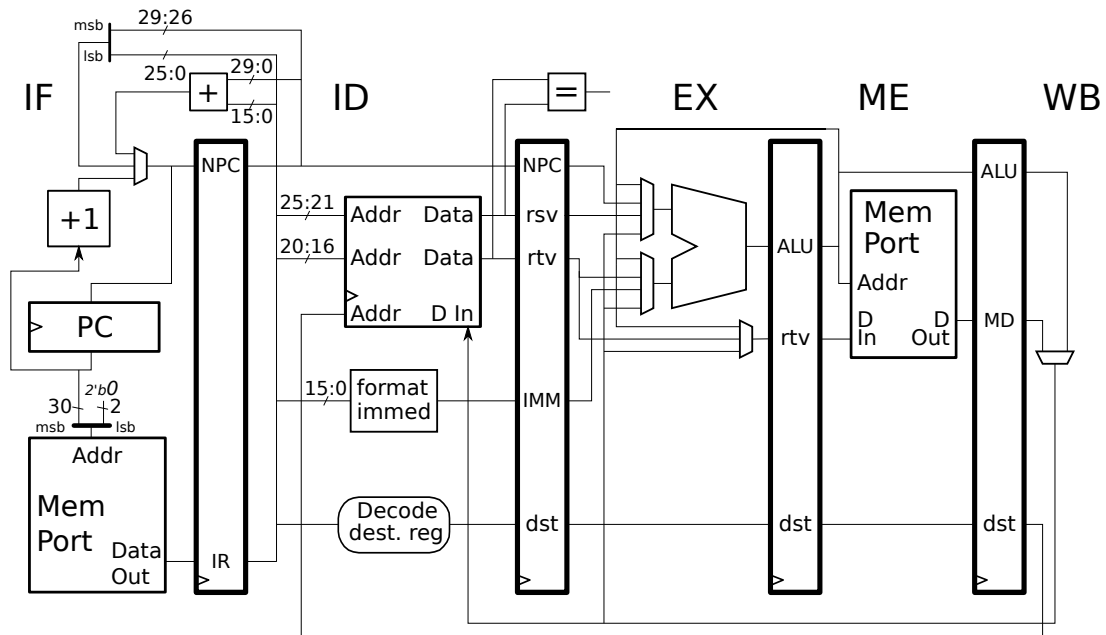 29:26
msb
lsb
25:0
29:0
15:0
+
=
IF
ID
EX
ME
WB
NPC
NPC
ALU
+1
25:21
Addr
Data
rsv
Mem
Port
20:16
Addr
Data
rtv
ALU
Addr
Addr
D In
PC
D
In
D
Out
MD
rtv
2'b0
30
2
msb
lsb
15:0
format
immed
IMM
Addr
Mem
Port
Data
Out
IR
Decode
dest. reg
dst
dst
dst